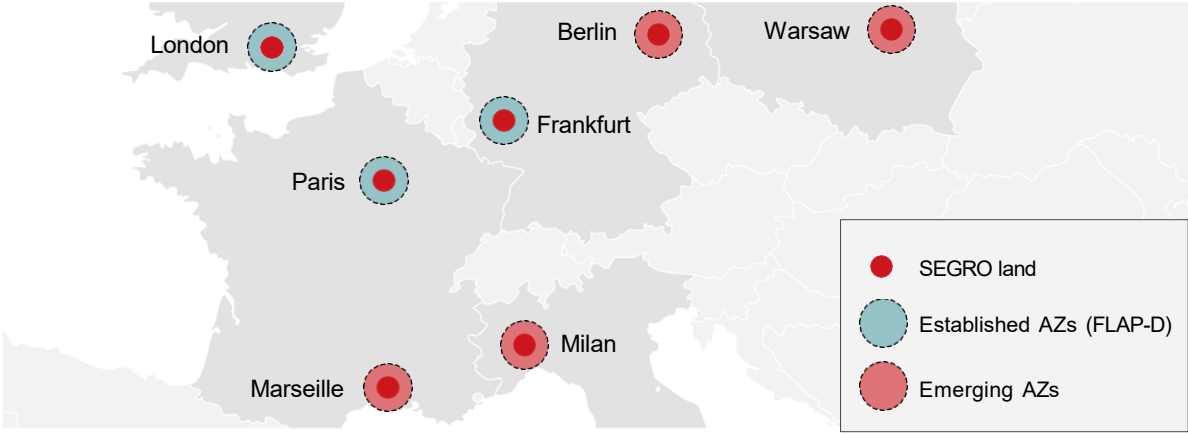 London
Berlin
Warsaw
Frankfurt
Paris
Milan
Marseille
SEGRO land
Established AZs (FLAP-D)
Emerging AZs